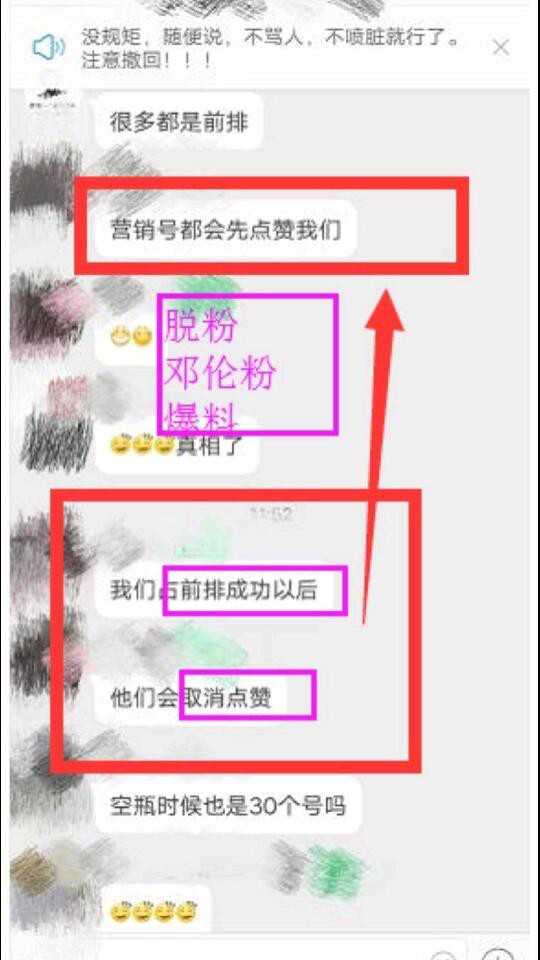 没规矩，随便说，不骂人，不喷脏就行了。
注意撤回！！！
很多都是前排
营销号都会先点赞我们
脱粉
邓伦粉
爆料
真相了
11:52
我们占前排成功以后
他们会取消点赞
空瓶时候也是30个号吗